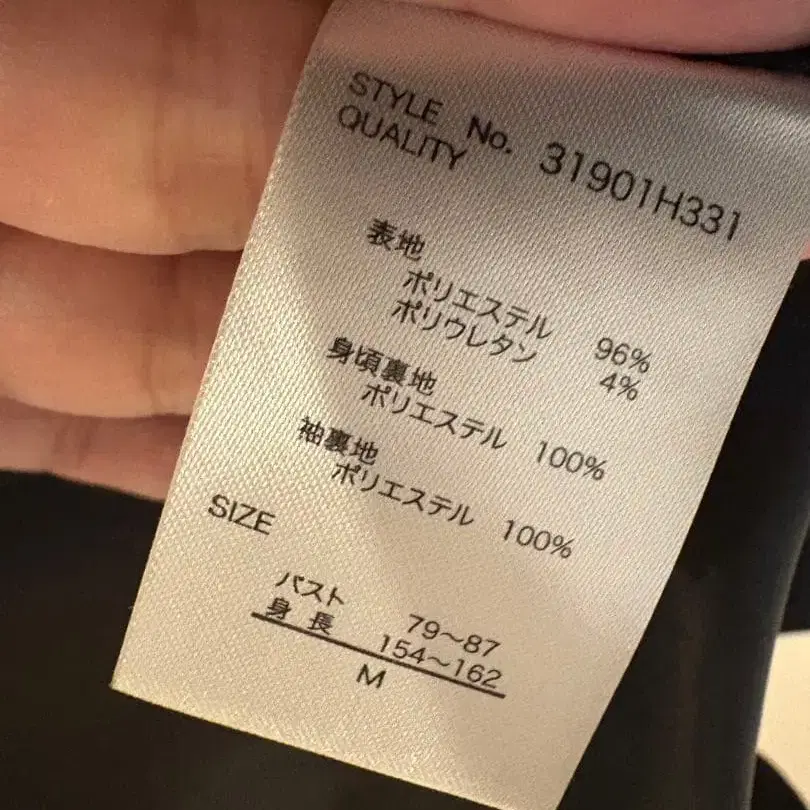 STYLE No. 31901H331
QUALITY
表地
ポリエステル 96%
ポリウレタン 4%
身頃裏地
ポリエステル 100%
袖裏地
ポリエステル 100%
SIZE
バスト 79～87
身長 154～162
M